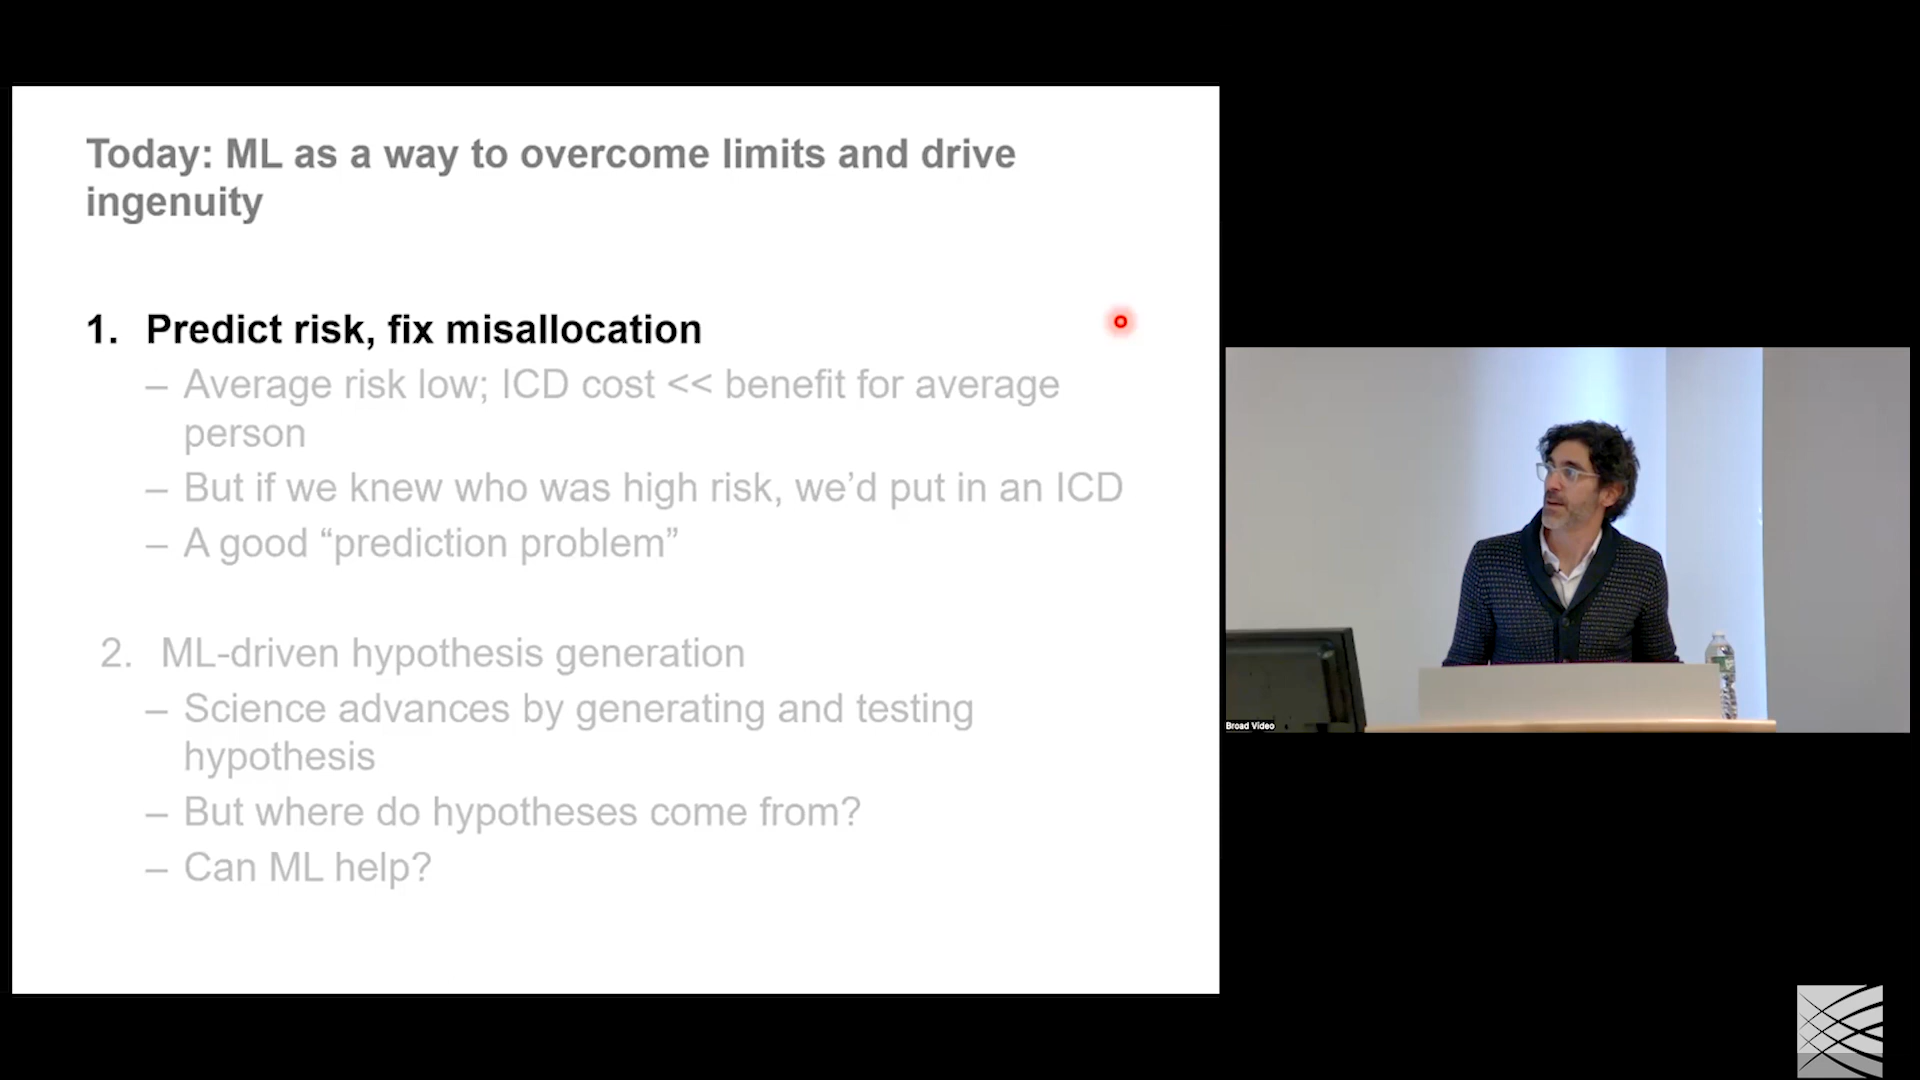 Today: ML as a way to overcome limits and drive
ingenuity
1. Predict risk, fix misallocation
– Average risk low; ICD cost << benefit for average
person
– But if we knew who was high risk, we’d put in an ICD
– A good “prediction problem”
2. ML-driven hypothesis generation
– Science advances by generating and testing
hypothesis
– But where do hypotheses come from?
– Can ML help?
Broad Video